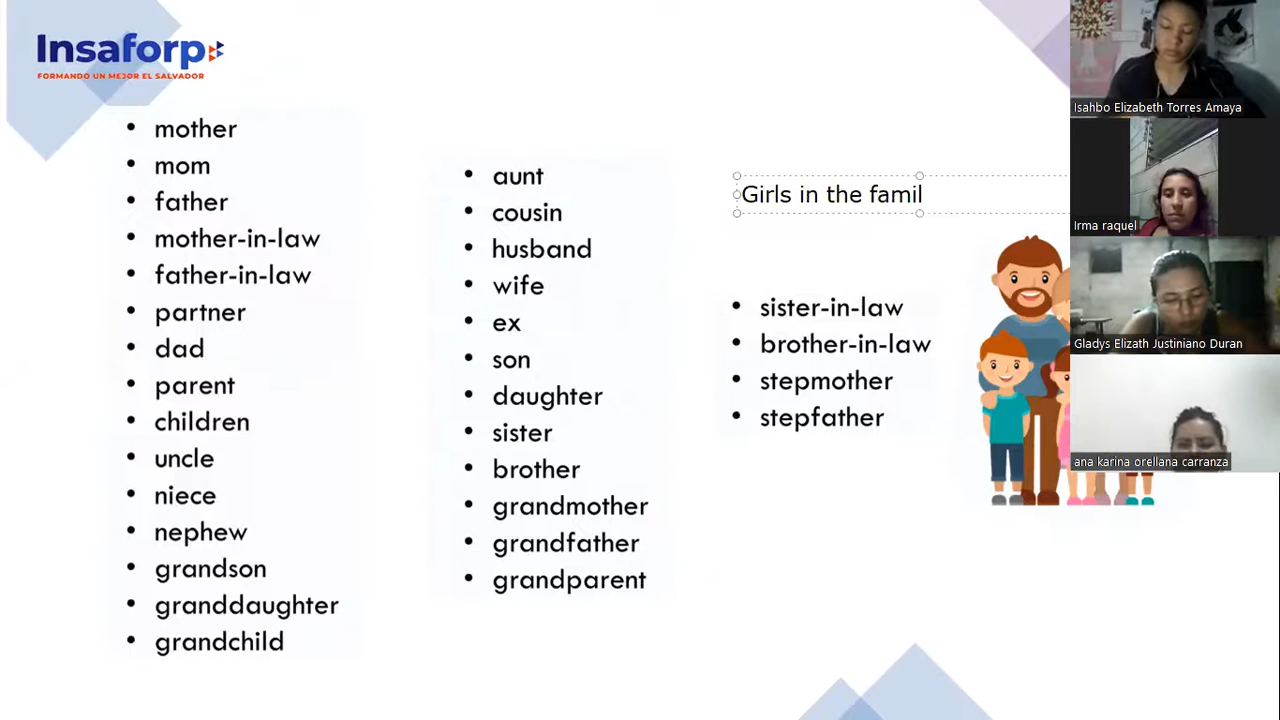 Insaforp
FORMANDO UN MEJOR EL SALVADOR
• mother
• mom
• father
• mother-in-law
• father-in-law
• partner
• dad
• parent
• children
• uncle
• niece
• nephew
• grandson
• granddaughter
• grandchild
• aunt
• cousin
• husband
• wife
• ex
• son
• daughter
• sister
• brother
• grandmother
• grandfather
• grandparent
Girls in the famil
• sister-in-law
• brother-in-law
• stepmother
• stepfather
Isahbo Elizabeth Torres Amaya
Irma raquel
Gladys Elizath Justiniano Duran
ana karina orellana carranza